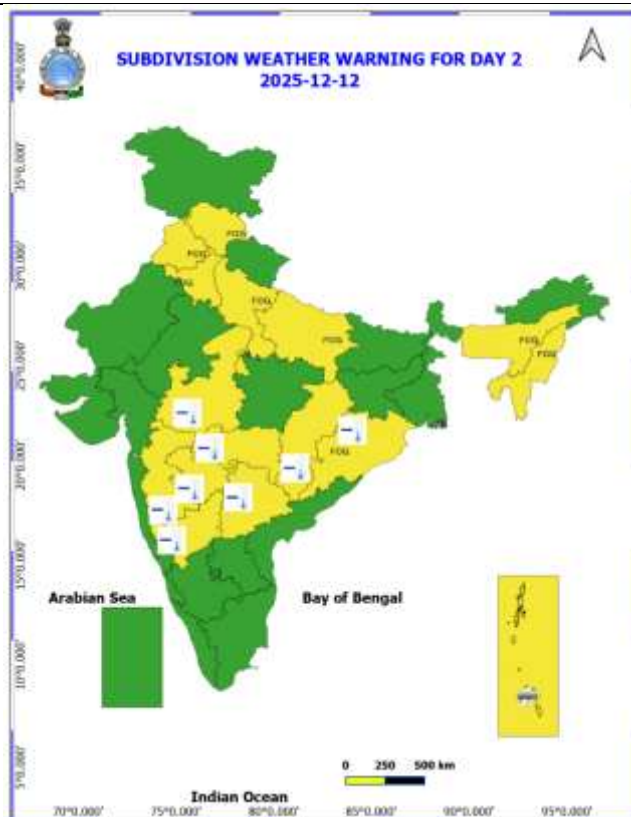 SUBDIVISION WEATHER WARNING FOR DAY 2
2025-12-12
40°0.000'
35°0.000'
30°0.000'
25°0.000'
20°0.000'
15°0.000'
10°0.000'
5°0.000'
FOG
FOG
FOG
FOG
FOG
FOG
FOG
FOG
Arabian Sea
Bay of Bengal
0 250 500 km
Indian Ocean
70°0.000' 75°0.000' 80°0.000' 85°0.000' 90°0.000' 95°0.000'